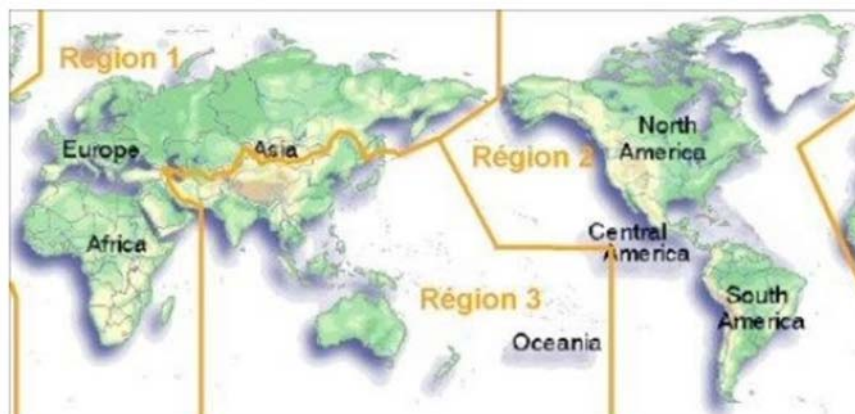 Région 1
Europe
Asia
Africa
Région 2
North
America
Central
America
Région 3
Oceania
South
America